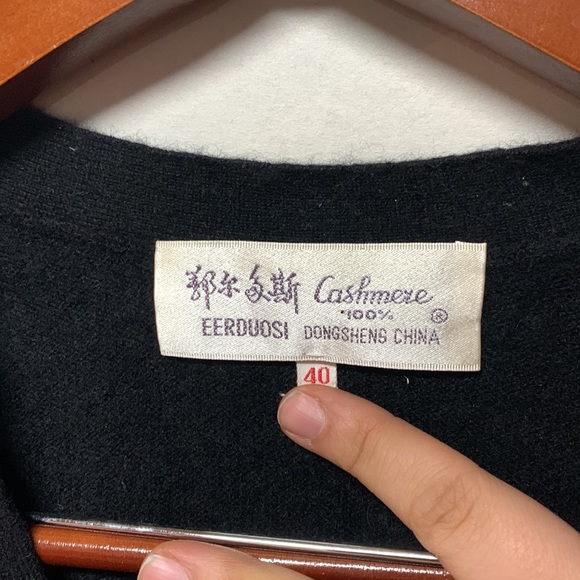 鄂尔多斯 Cashmere
100% ®
EERDUOSI DONGSHENG CHINA
40